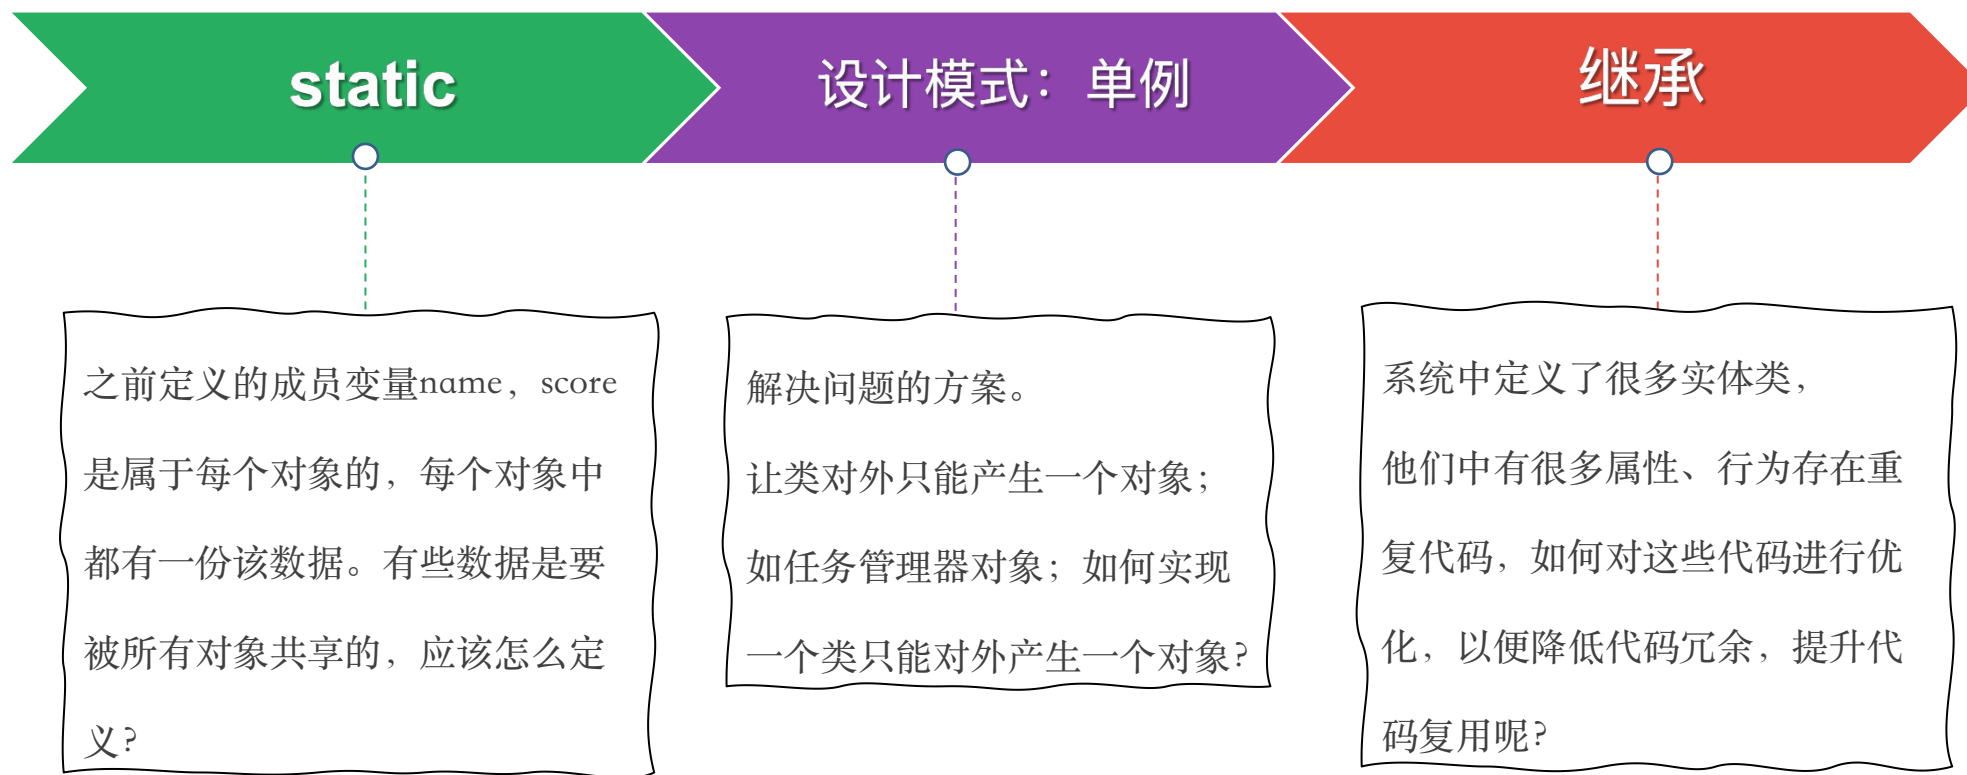 static
设计模式：单例
继承
之前定义的成员变量name，score
是属于每个对象的，每个对象中
都有一份该数据。有些数据是要
被所有对象共享的，应该怎么定
义？
解决问题的方案。
让类对外只能产生一个对象；
如任务管理器对象；如何实现
一个类只能对外产生一个对象？
系统中定义了很多实体类，
他们中有很多属性、行为存在重
复代码，如何对这些代码进行优
化，以便降低代码冗余，提升代
码复用呢？